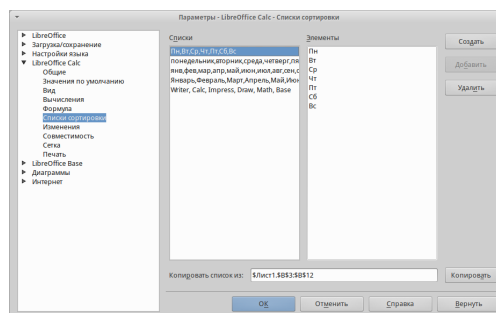 Параметры - LibreOffice Calc - Списки сортировки
LibreOffice
Загрузка/сохранение
Настройки языка
LibreOffice Calc
Общие
Значения по умолчанию
Вид
Вычисления
Формула
Списки сортировки
Изменения
Совместимость
Сетка
Печать
LibreOffice Base
Диаграммы
Интернет
Списки
Пн,Вт,Ср,Чт,Пт,Сб,Вс
понедельник,вторник,среда,четверг,пя
янв,фев,мар,апр,май,июн,июл,авг,сен,о
Январь,Февраль,Март,Апрель,Май,Июн
Writer, Calc, Impress, Draw, Math, Base
Элементы
Пн
Вт
Ср
Чт
Пт
Сб
Вс
Создать
Добавить
Удалить
Копировать список из:
$Лист1.$B$3:$B$12
Копировать
OK
Отменить
Справка
Вернуть